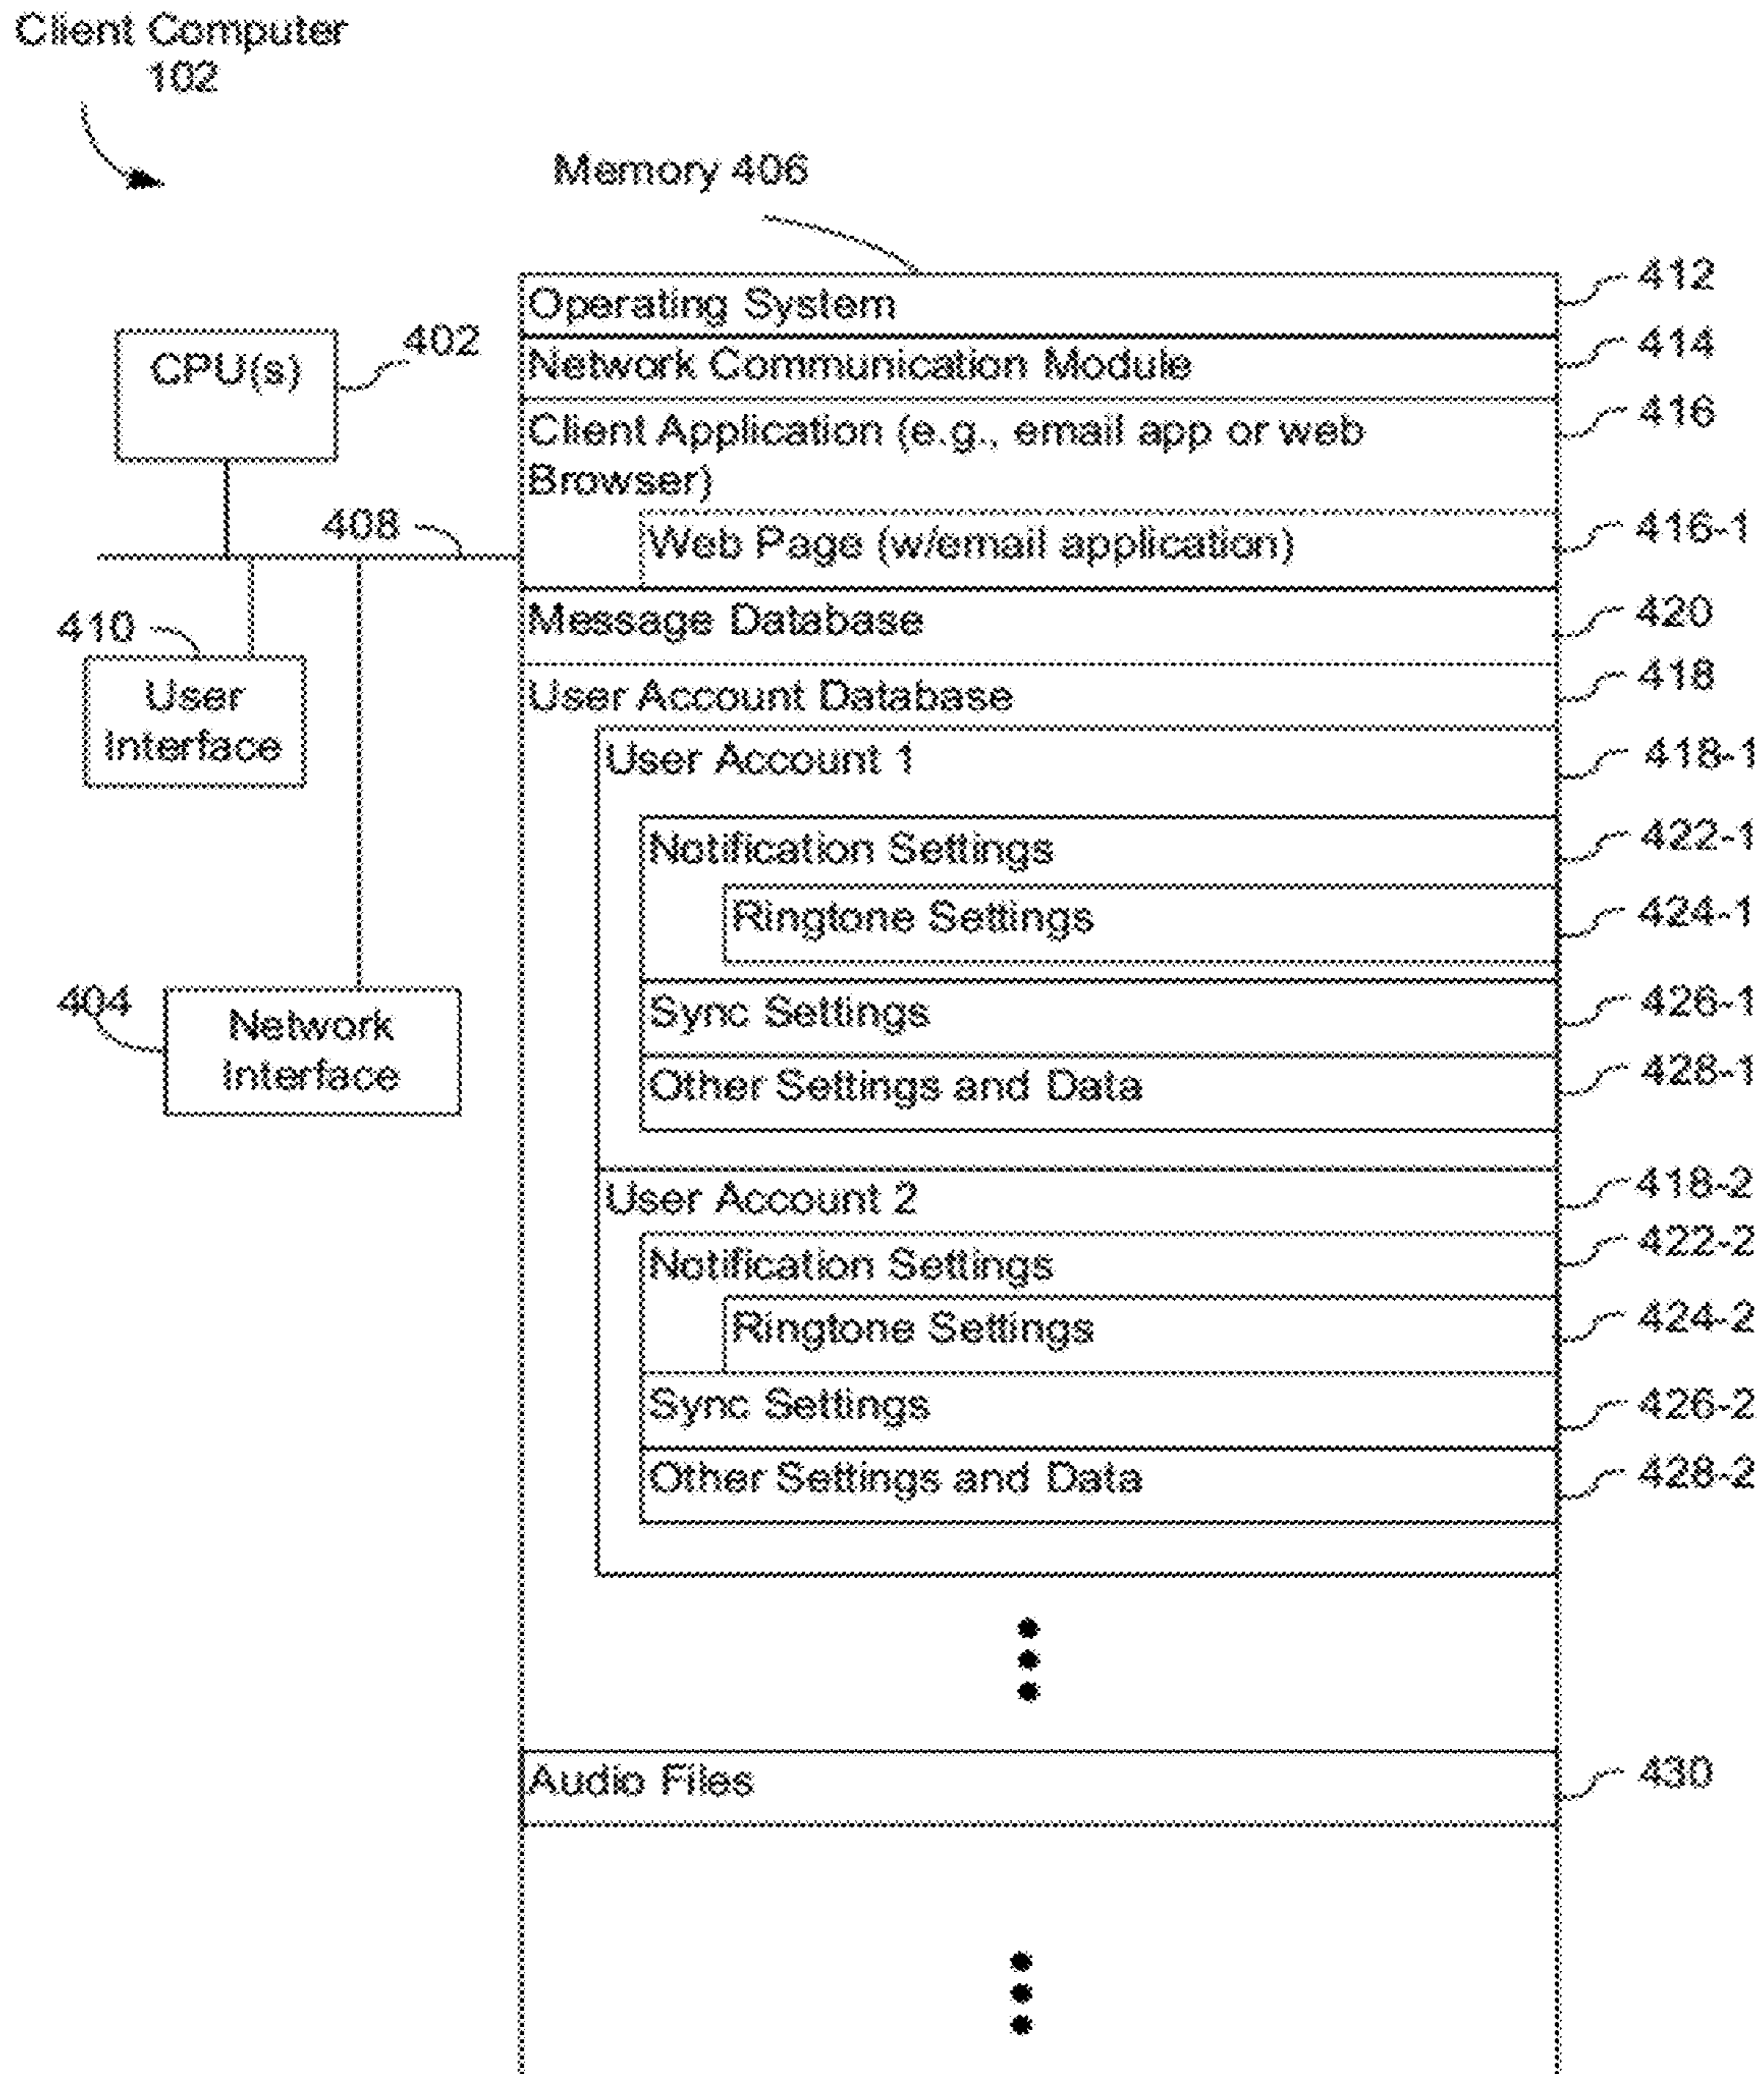 Client Computer
102
Memory 406
Operating System
412
CPU(s)
402
Network Communication Module
414
Client Application (e.g., email app or web
Browser)
416
408
Web Page (w/email application)
416-1
Message Database
420
410
User
Interface
User Account Database
418
User Account 1
418-1
Notification Settings
422-1
Ringtone Settings
424-1
404
Network
Interface
Sync Settings
426-1
Other Settings and Data
428-1
User Account 2
418-2
Notification Settings
422-2
Ringtone Settings
424-2
Sync Settings
426-2
Other Settings and Data
428-2
Audio Files
430